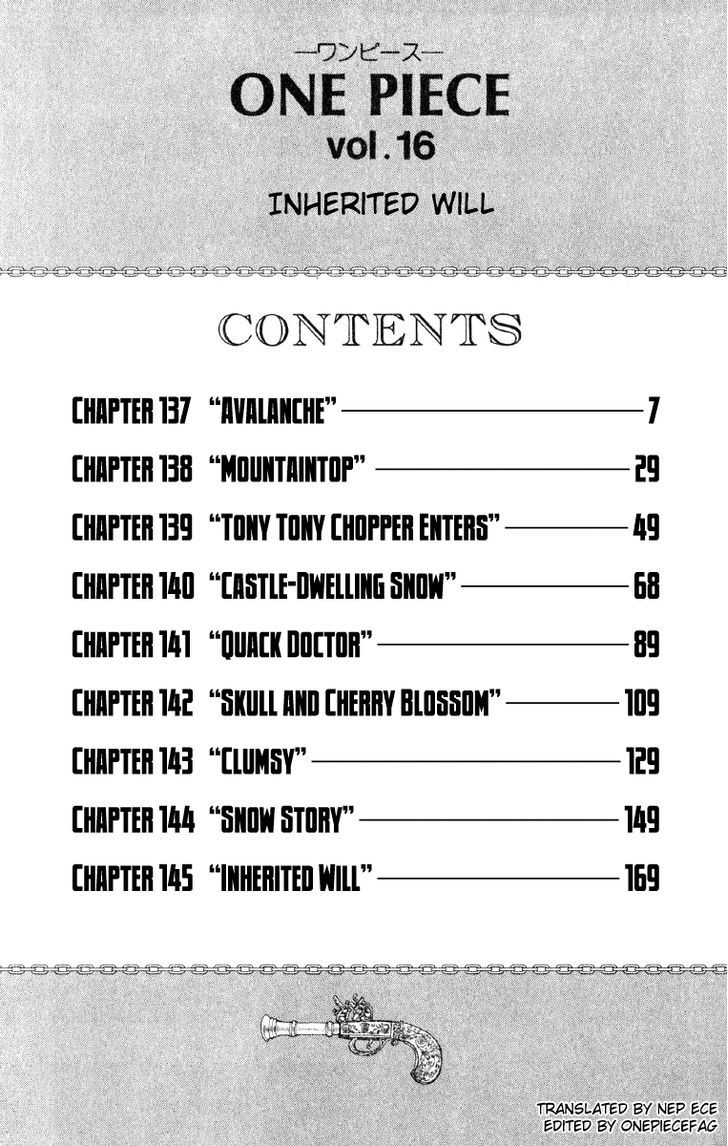 —ワンピース—
ONE PIECE
vol.16
INHERITED WILL
CONTENTS
CHAPTER 137 “AVALANCHE” 7
CHAPTER 138 “MOUNTAINTOP” 29
CHAPTER 139 “TONY TONY CHOPPER ENTERS” 49
CHAPTER 140 “CASTLE-DWELLING SNOW” 68
CHAPTER 141 “QUACK DOCTOR” 89
CHAPTER 142 “SKULL AND CHERRY BLOSSOM” 109
CHAPTER 143 “CLUMSY” 129
CHAPTER 144 “SNOW STORY” 149
CHAPTER 145 “INHERITED WILL” 169
TRANSLATED BY NEP ECE
EDITED BY ONEPIECEFAG